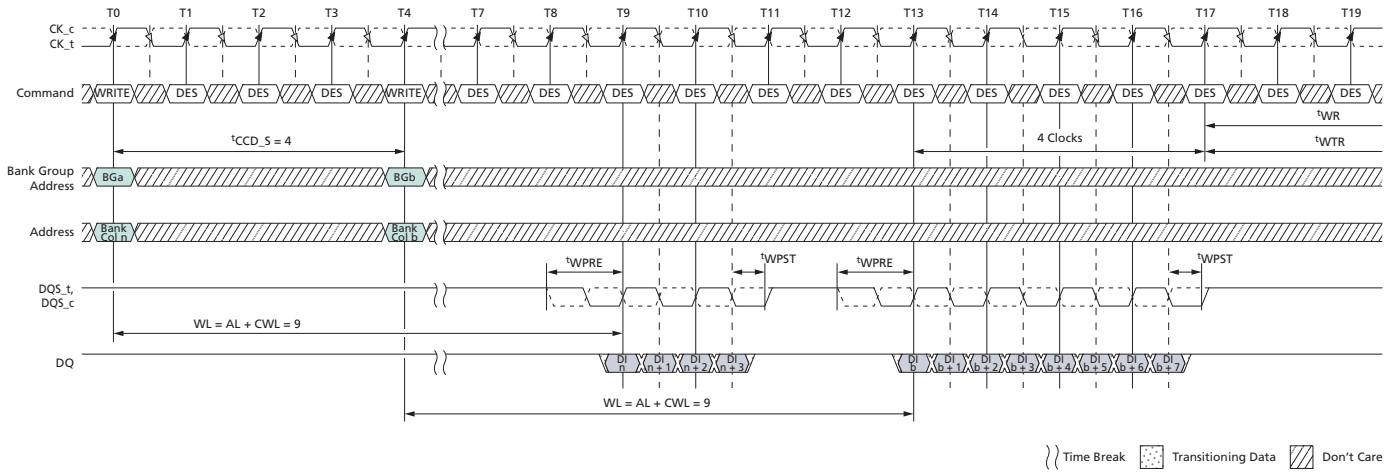 T0 T1 T2 T3 T4 T7 T8 T9 T10 T11 T12 T13 T14 T15 T16 T17 T18 T19
CK_c
CK_t
Command WRITE DES DES DES WRITE DES DES DES DES DES DES DES DES DES DES DES DES DES
tWR
tCCD_S = 4 4 Clocks tWTR
Bank Group
Address
BGa BGb
Address
Bank
Col n
Bank
Col b
tWPRE tWPST tWPRE tWPST
DQS_t,
DQS_c
WL = AL + CWL = 9
DQ
DI
n
DI
n + 1
DI
n + 2
DI
n + 3
DI
b
DI
b + 1
DI
b + 2
DI
b + 3
DI
b + 4
DI
b + 5
DI
b + 6
DI
b + 7
WL = AL + CWL = 9
Time Break Transitioning Data Don't Care